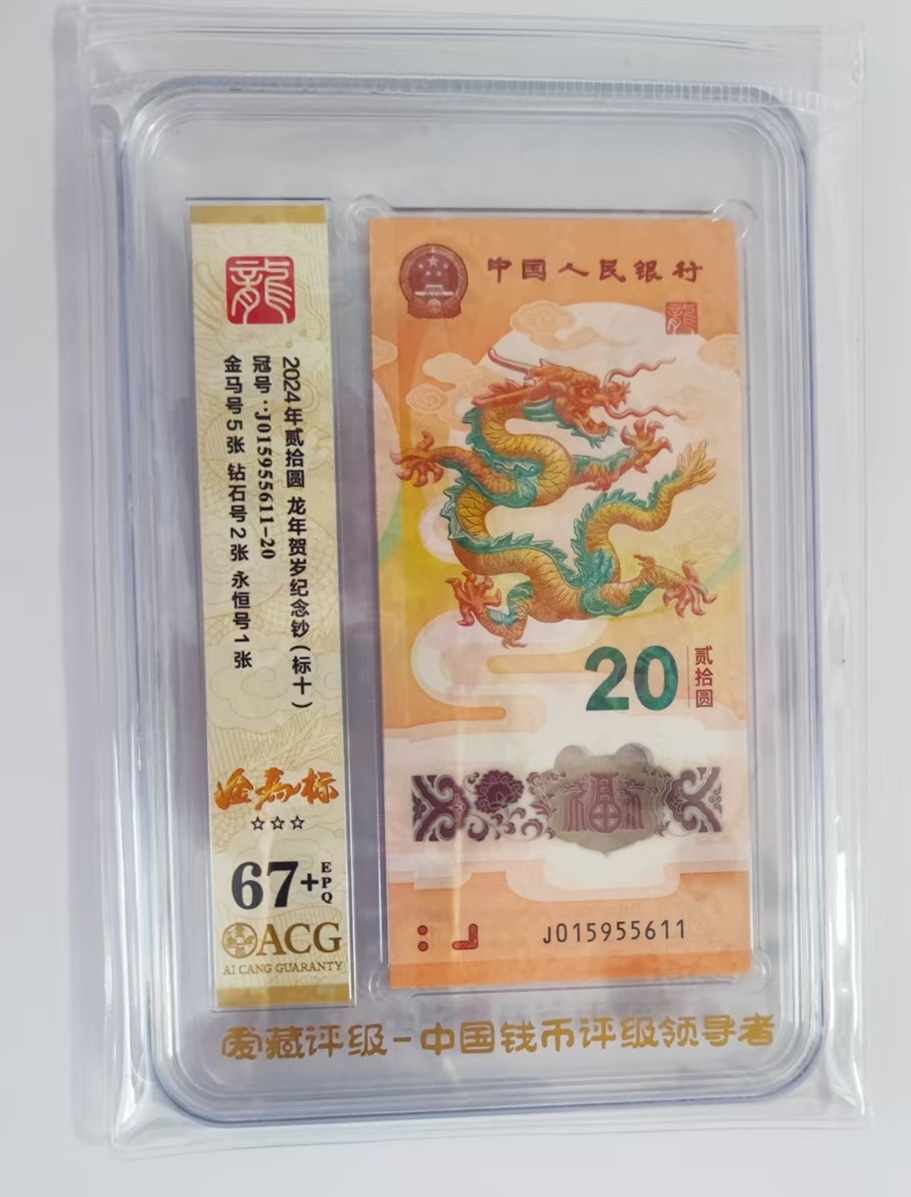 龍
2024年贰拾圆 龙年贺岁纪念钞(标十)
冠号:J015955611-20
金马号5张 钻石号2张 永恒号1张
金马标
☆☆☆
67+EPQ
ACG
AI CANG GUARANTY
中国人民银行
龍
20
贰拾圆
福
J015955611
爱藏评级-中国钱币评级领导者